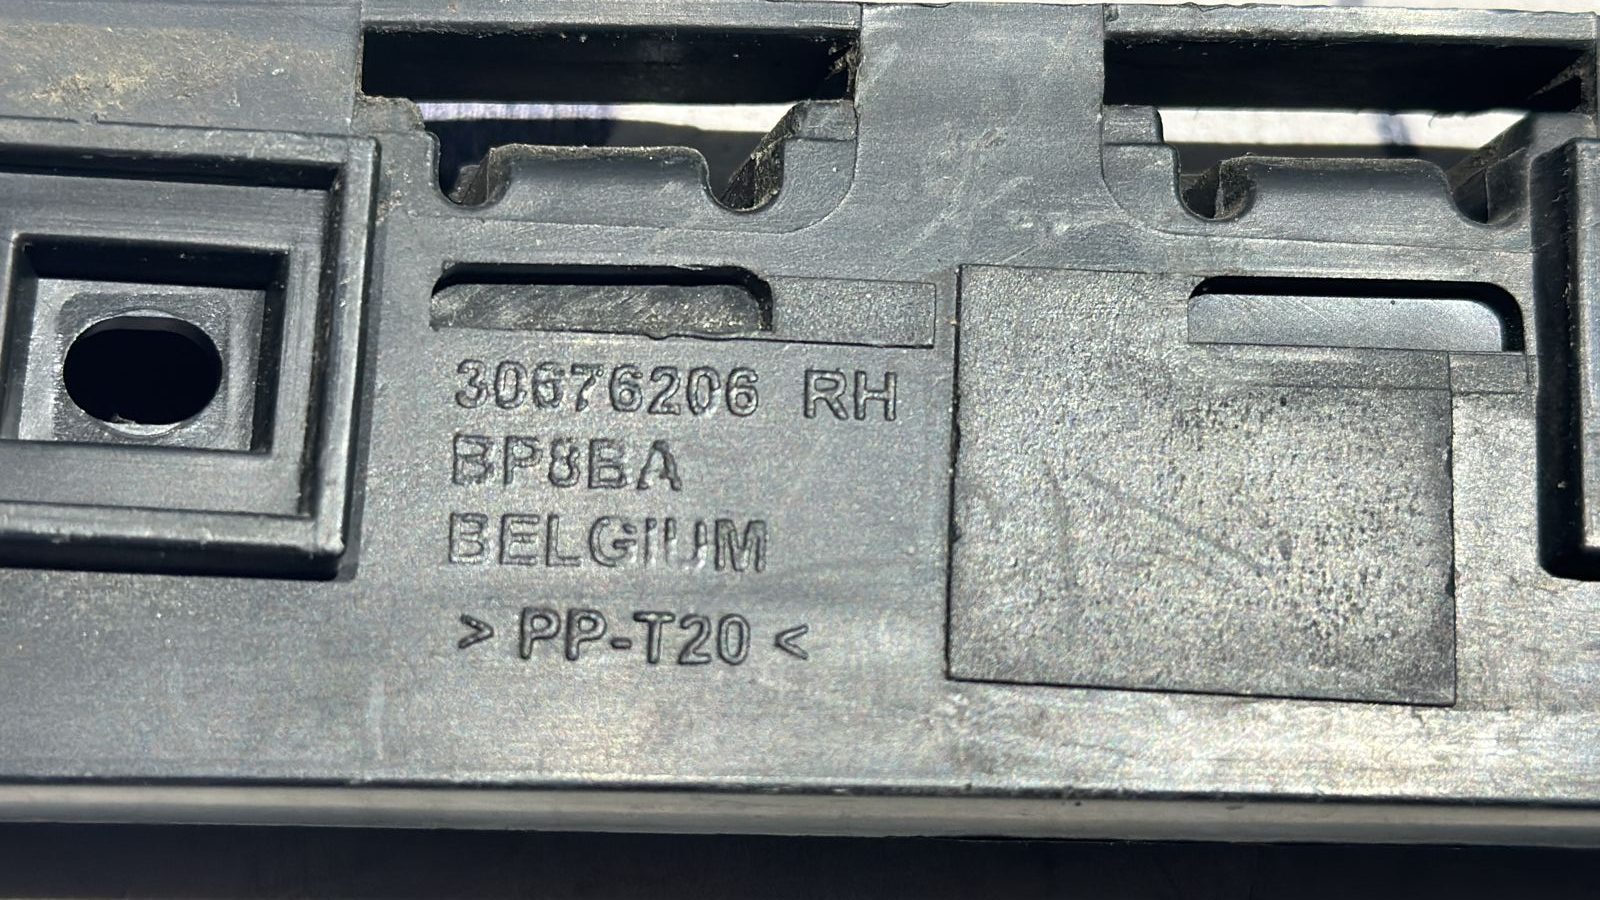 30676206 RH
BP8BA
BELGIUM
> PP-T20 <